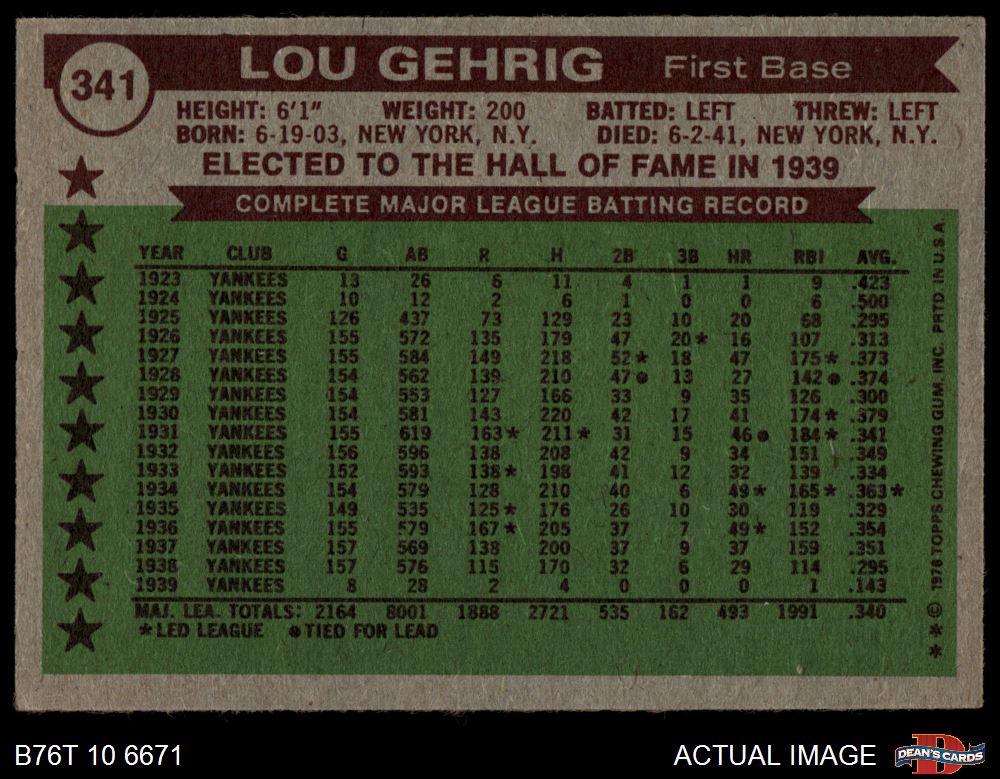 341 LOU GEHRIG First Base
HEIGHT: 6'1" WEIGHT: 200 BATTED: LEFT THREW: LEFT
BORN: 6-19-03, NEW YORK, N.Y. DIED: 6-2-41, NEW YORK, N.Y.
ELECTED TO THE HALL OF FAME IN 1939
COMPLETE MAJOR LEAGUE BATTING RECORD
YEAR CLUB G AB R H 2B 3B HR RBI AVG.
1923 YANKEES 13 26 6 11 4 1 1 9 .423
1924 YANKEES 10 12 2 6 1 0 0 6 .500
1925 YANKEES 126 437 73 129 23 10 20 68 .295
1926 YANKEES 155 572 135 179 47 20★ 16 107 .313
1927 YANKEES 155 584 149 218 52★ 18 47 175★ .373
1928 YANKEES 154 562 139 210 47● 13 27 142● .374
1929 YANKEES 154 553 127 166 33 9 35 126 .300
1930 YANKEES 154 581 143 220 42 17 41 174★ .379
1931 YANKEES 155 619 163★ 211★ 31 15 46● 184★ .341
1932 YANKEES 156 596 138 208 42 9 34 151 .349
1933 YANKEES 152 593 138★ 198 41 12 32 139 .334
1934 YANKEES 154 579 128 210 40 6 49★ 165★ .363★
1935 YANKEES 149 535 125★ 176 26 10 30 119 .329
1936 YANKEES 155 579 167★ 205 37 7 49★ 152 .354
1937 YANKEES 157 569 138 200 37 9 37 159 .351
1938 YANKEES 157 576 115 170 32 6 29 114 .295
1939 YANKEES 8 28 2 4 0 0 0 1 .143
MAJ. LEA. TOTALS: 2164 8001 1888 2721 535 162 493 1991 .340
★LED LEAGUE ●TIED FOR LEAD
* * © 1976 TOPPS CHEWING GUM, INC. PRTD. IN U.S.A.
B76T 10 6671 ACTUAL IMAGE DEAN'S CARDS